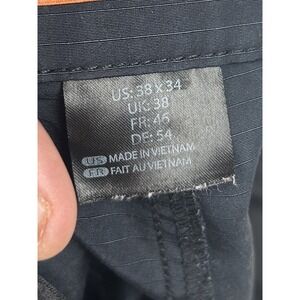 US: 38 x 34
UK: 38
FR: 46
DE: 54
US MADE IN VIETNAM
FR FAIT AU VIETNAM